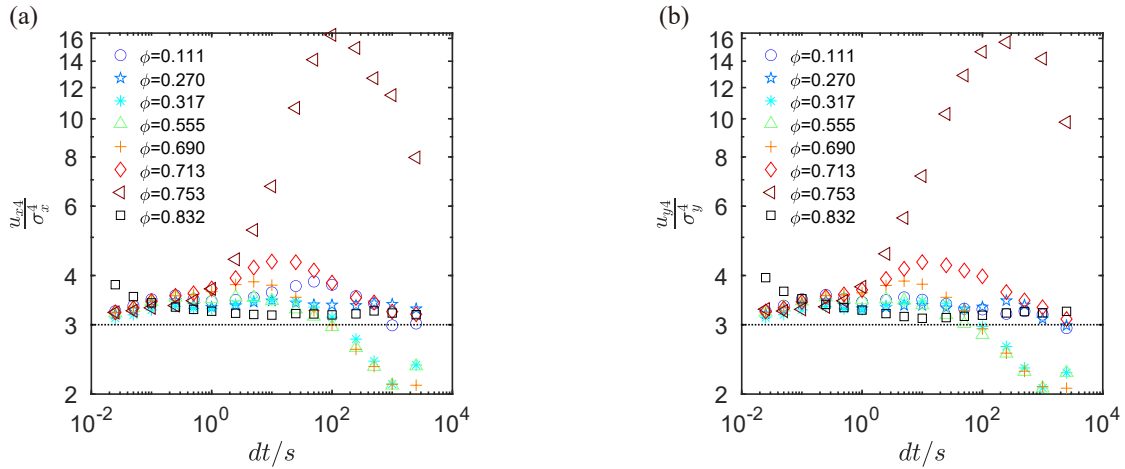 (a)
16
14
12
10
8
6
4
3
2
u_{x4}/σ_x^4
ϕ=0.111
ϕ=0.270
ϕ=0.317
ϕ=0.555
ϕ=0.690
ϕ=0.713
ϕ=0.753
ϕ=0.832
10^{-2} 10^0 10^2 10^4
dt/s
(b)
16
14
12
10
8
6
4
3
2
u_{y4}/σ_y^4
ϕ=0.111
ϕ=0.270
ϕ=0.317
ϕ=0.555
ϕ=0.690
ϕ=0.713
ϕ=0.753
ϕ=0.832
10^{-2} 10^0 10^2 10^4
dt/s